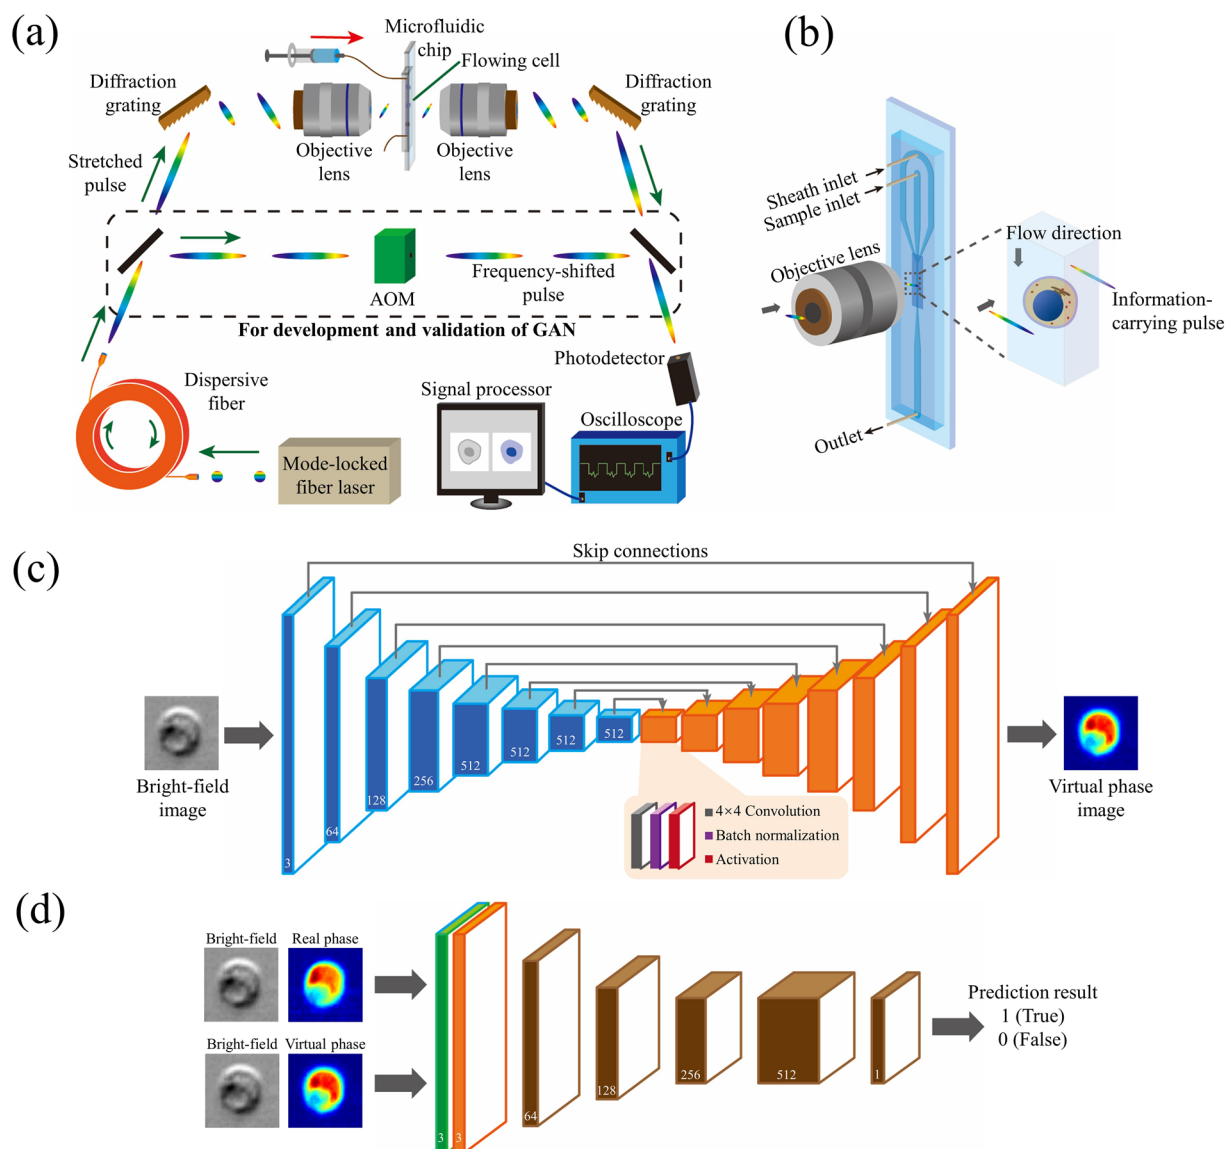 (a)
Microfluidic
chip
Flowing cell
Diffraction
grating
Diffraction
grating
Objective
lens
Objective
lens
Stretched
pulse
Frequency-shifted
pulse
AOM
For development and validation of GAN
Photodetector
Dispersive
fiber
Signal processor
Oscilloscope
Mode-locked
fiber laser
(b)
Sheath inlet
Sample inlet
Objective lens
Flow direction
Information-
carrying pulse
Outlet
(c)
Skip connections
Bright-field
image
3
64
128
256
512
512
512
512
4×4 Convolution
Batch normalization
Activation
Virtual phase
image
(d)
Bright-field
Real phase
Bright-field
Virtual phase
3
3
64
128
256
512
1
Prediction result
1 (True)
0 (False)